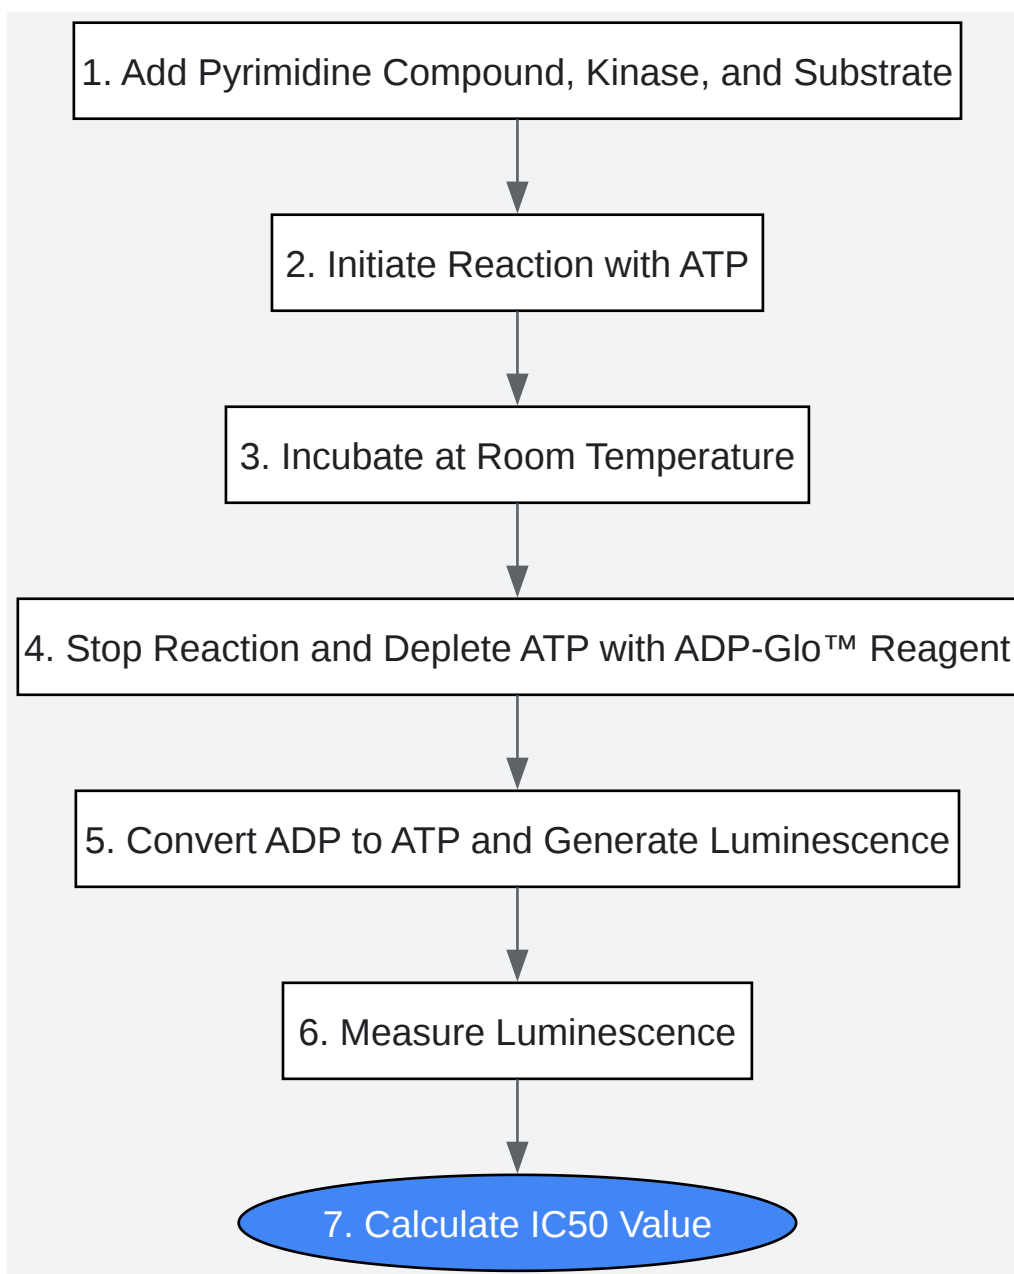 1. Add Pyrimidine Compound, Kinase, and Substrate
2. Initiate Reaction with ATP
3. Incubate at Room Temperature
4. Stop Reaction and Deplete ATP with ADP-Glo™ Reagent
5. Convert ADP to ATP and Generate Luminescence
6. Measure Luminescence
7. Calculate IC50 Value